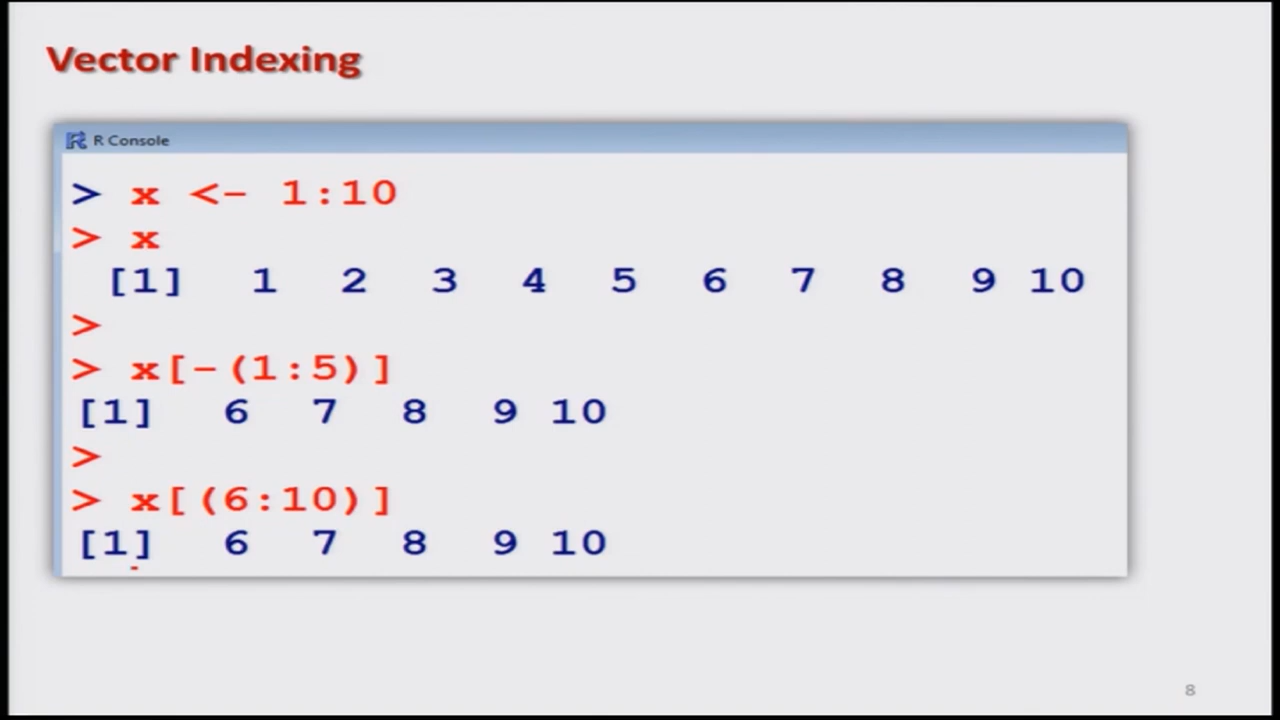 Vector Indexing
R Console
> x <- 1:10
> x
[1] 1 2 3 4 5 6 7 8 9 10
>
> x[-(1:5)]
[1] 6 7 8 9 10
>
> x[(6:10)]
[1] 6 7 8 9 10
8